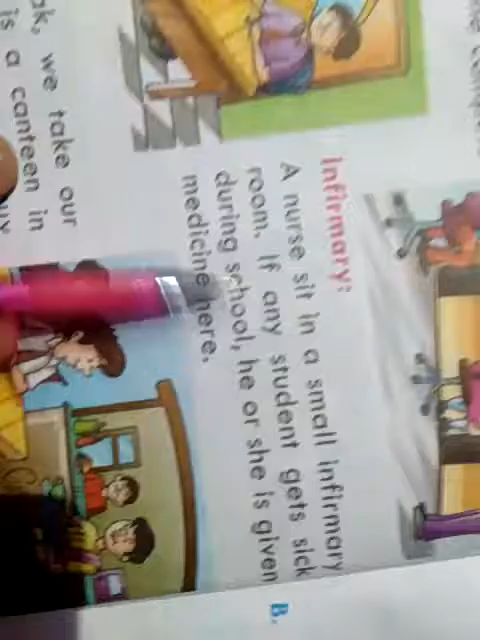 Infirmary:
A nurse sit in a small infirmary
room. If any student gets sick
during school, he or she is given
medicine here.
we take our
is a canteen in
B.